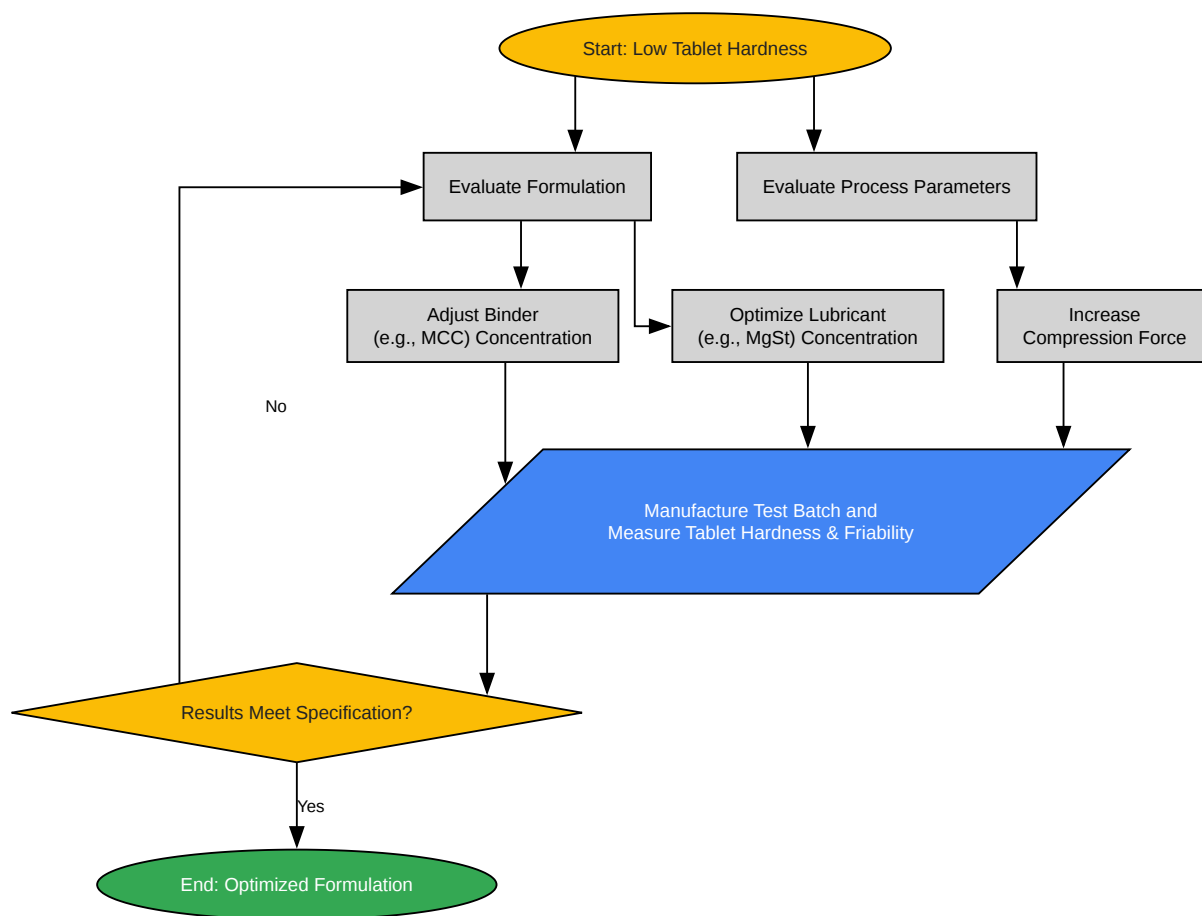 Start: Low Tablet Hardness
Evaluate Formulation
Evaluate Process Parameters
Adjust Binder
(e.g., MCC) Concentration
Optimize Lubricant
(e.g., MgSt) Concentration
Increase
Compression Force
No
Manufacture Test Batch and
Measure Tablet Hardness & Friability
Results Meet Specification?
Yes
End: Optimized Formulation